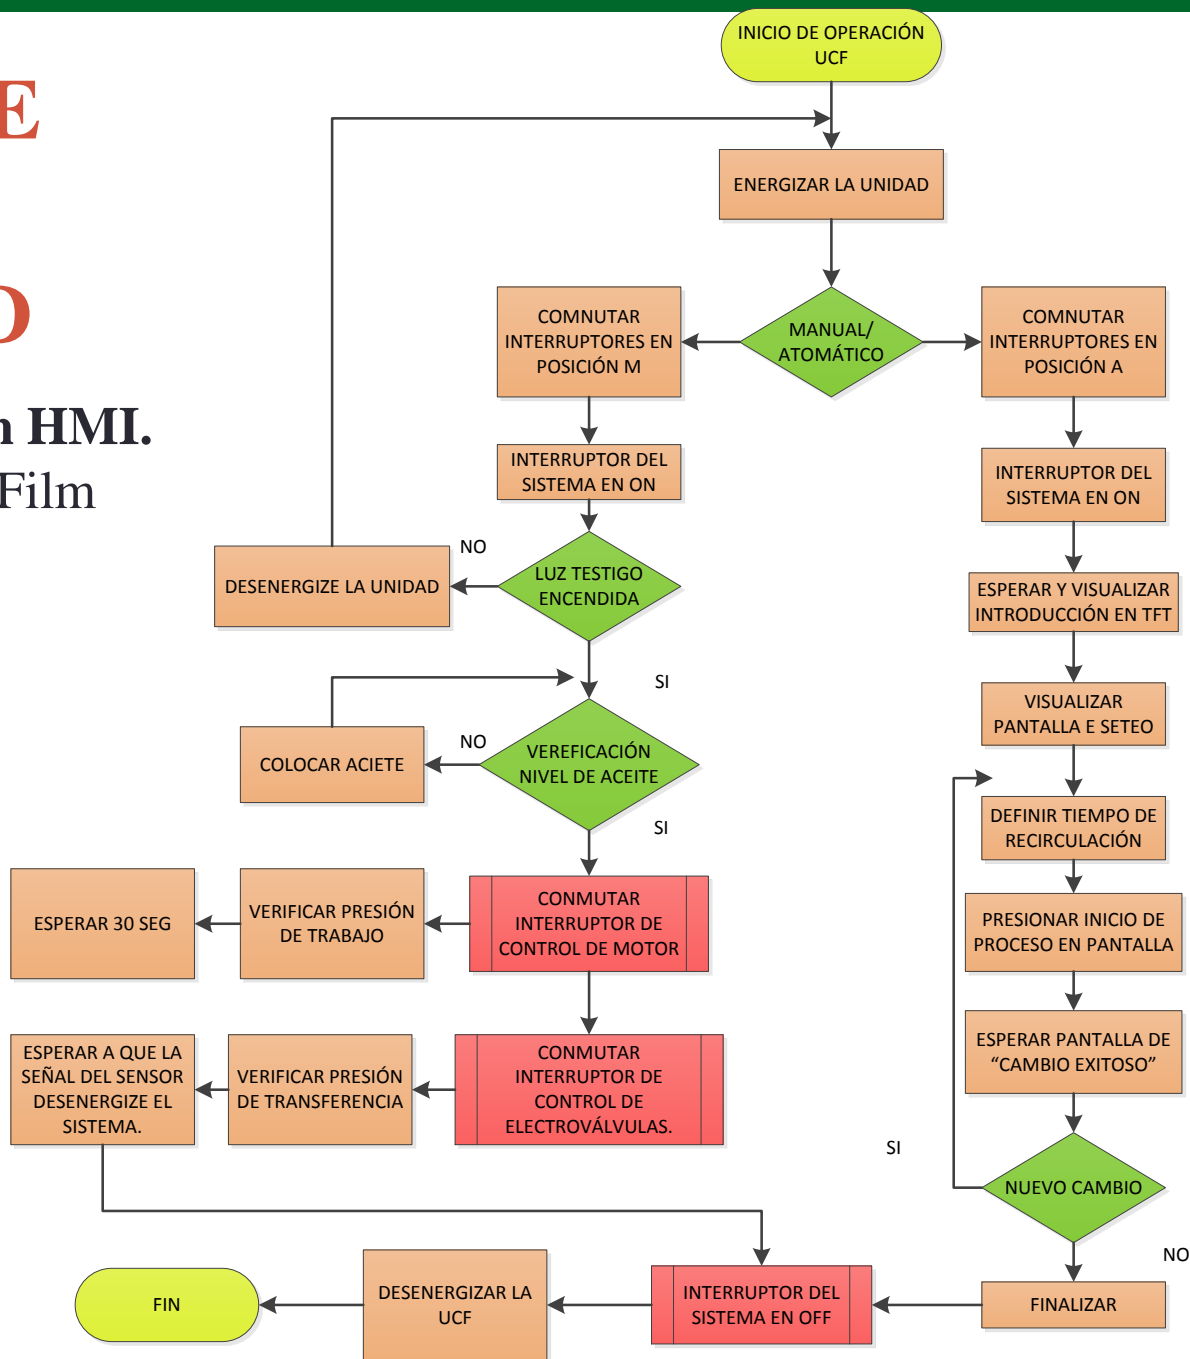 E
O
n HMI.
Film
INICIO DE OPERACIÓN
UCF
ENERGIZAR LA UNIDAD
MANUAL/
ATOMÁTICO
COMNUTAR
INTERRUPTORES EN
POSICIÓN M
INTERRUPTOR DEL
SISTEMA EN ON
LUZ TESTIGO
ENCENDIDA
NO
DESENERGIZE LA UNIDAD
SI
VEREFICACIÓN
NIVEL DE ACEITE
NO
COLOCAR ACIETE
SI
CONMUTAR
INTERRUPTOR DE
CONTROL DE MOTOR
VERIFICAR PRESIÓN
DE TRABAJO
ESPERAR 30 SEG
CONMUTAR
INTERRUPTOR DE
CONTROL DE
ELECTROVÁLVULAS.
VERIFICAR PRESIÓN
DE TRANSFERENCIA
ESPERAR A QUE LA
SEÑAL DEL SENSOR
DESENERGIZE EL
SISTEMA.
COMNUTAR
INTERRUPTORES EN
POSICIÓN A
INTERRUPTOR DEL
SISTEMA EN ON
ESPERAR Y VISUALIZAR
INTRODUCCIÓN EN TFT
VISUALIZAR
PANTALLA E SETEO
DEFINIR TIEMPO DE
RECIRCULACIÓN
PRESIONAR INICIO DE
PROCESO EN PANTALLA
ESPERAR PANTALLA DE
“CAMBIO EXITOSO”
SI
NUEVO CAMBIO
NO
FINALIZAR
INTERRUPTOR DEL
SISTEMA EN OFF
DESENERGIZAR LA
UCF
FIN